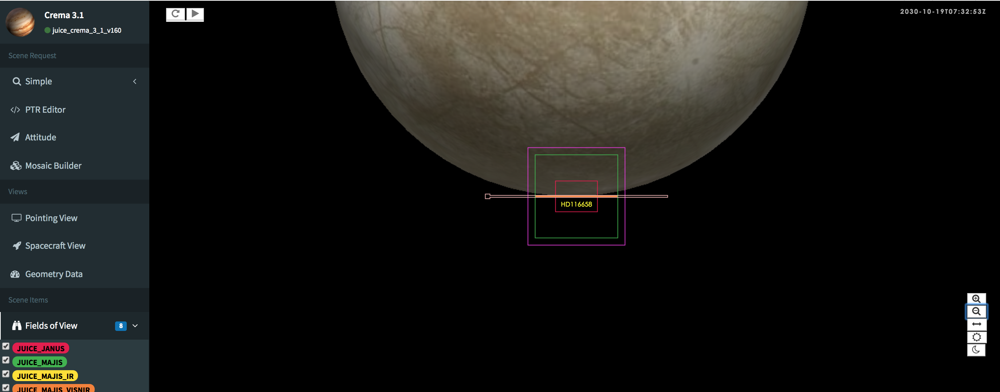 Crema 3.1
juice_crema_3_1_v160
Scene Request
Simple
PTR Editor
Attitude
Mosaic Builder
Views
Pointing View
Spacecraft View
Geometry Data
Scene Items
Fields of View 8
JUICE_JANUS
JUICE_MAJIS
JUICE_MAJIS_IR
JUICE_MAJIS_VISNIR
2030-10-19T07:32:53Z
HD116658